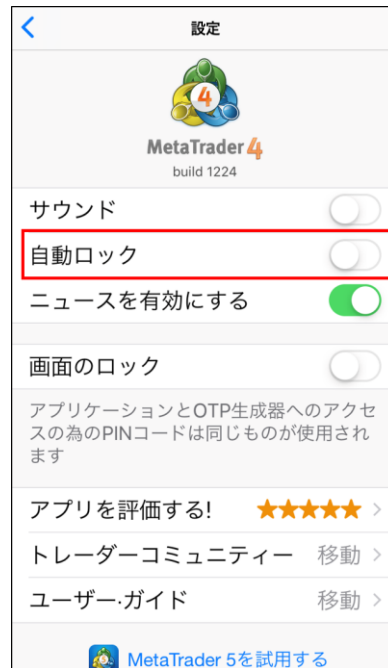 設定
4
MetaTrader 4
build 1224
サウンド
自動ロック
ニュースを有効にする
画面のロック
アプリケーションとOTP生成器へのアクセ
スの為のPINコードは同じものが使用され
ます
アプリを評価する! ★★★★★
トレーダーコミュニティー 移動
ユーザー·ガイド 移動
MetaTrader 5を試用する